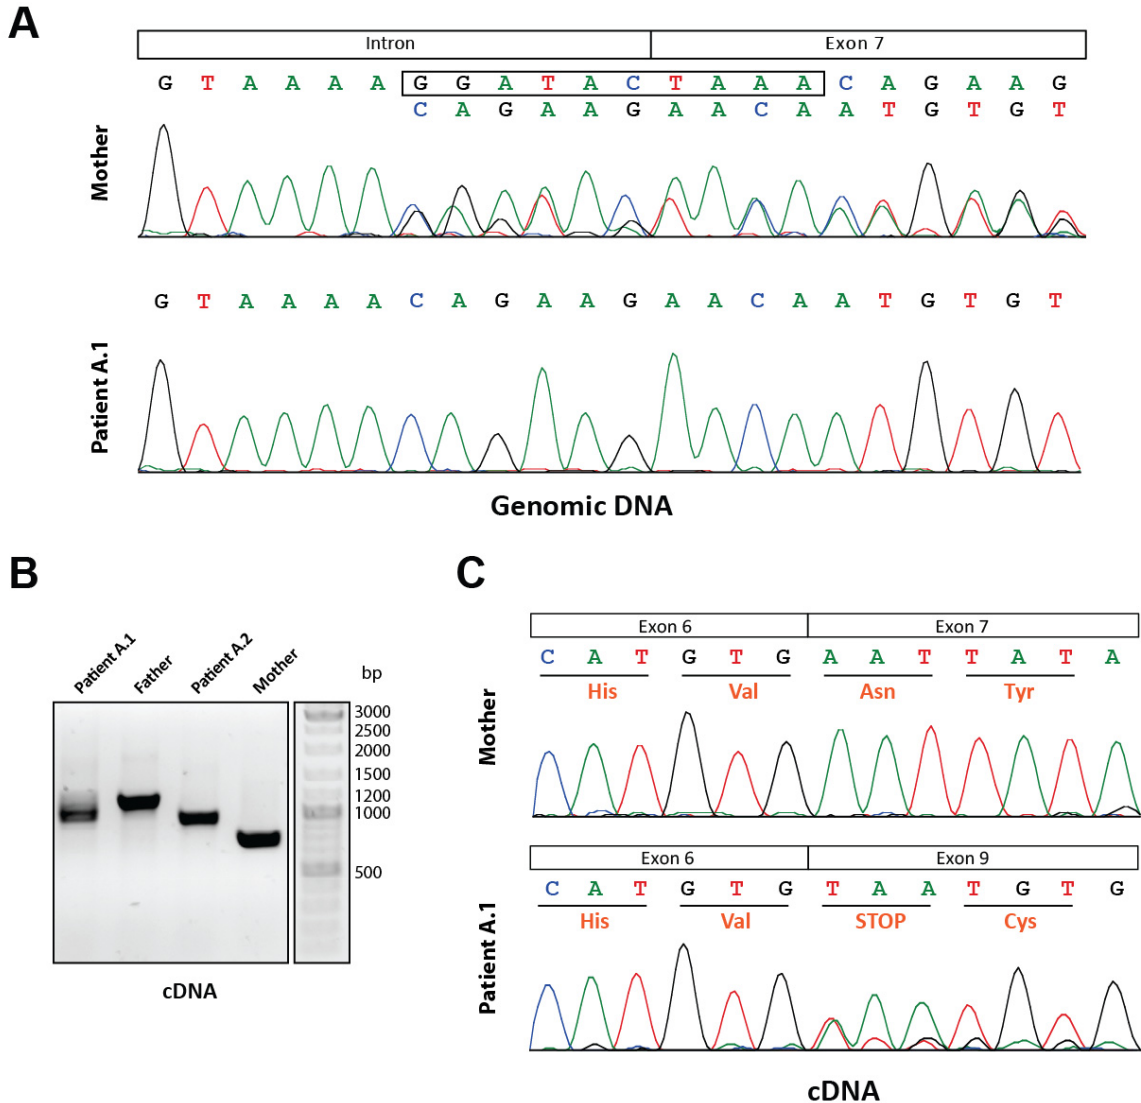 A
Intron Exon 7
G T A A A A G G A T A C T A A A C A G A A G
C A G A A G A A C A A T G T G T
Mother
G T A A A A C A G A A G A A C A A T G T G T
Patient A.1
Genomic DNA
B
Patient A.1 Father Patient A.2 Mother
bp
3000
2500
2000
1500
1200
1000
500
cDNA
C
Exon 6 Exon 7
C A T G T G A A T T A T A
His Val Asn Tyr
Mother
Exon 6 Exon 9
C A T G T G T A A T G T G
His Val STOP Cys
Patient A.1
cDNA